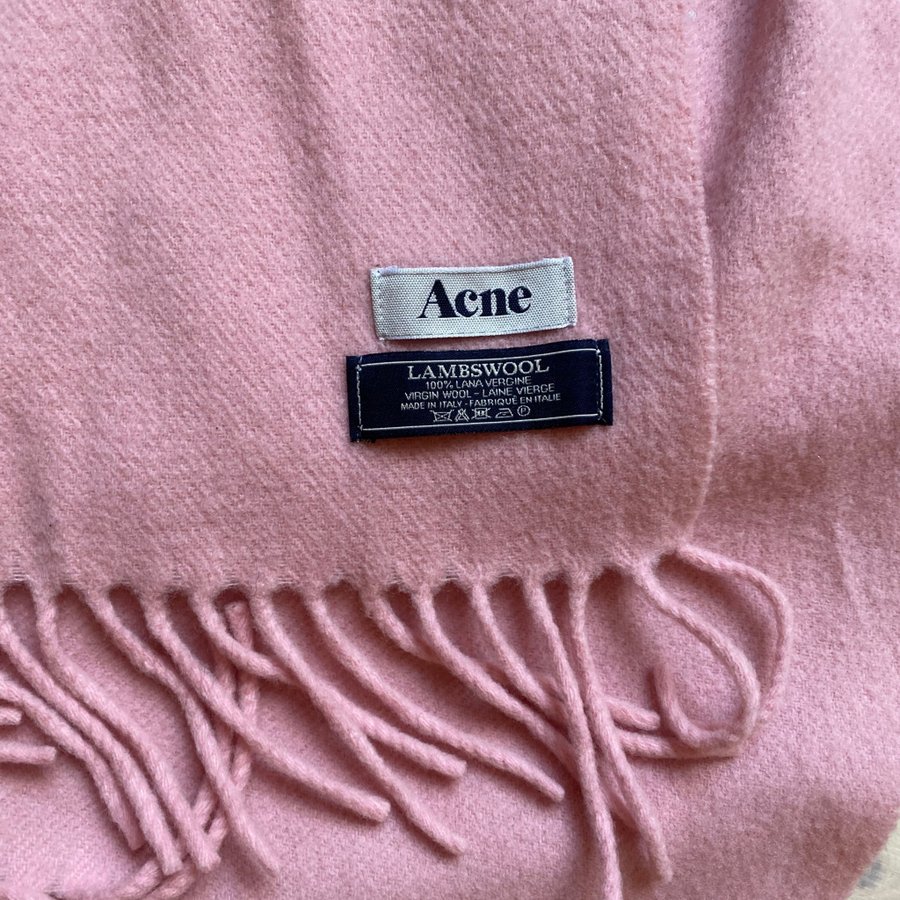 Acne
LAMBSWOOL
100% LANA VERGINE
VIRGIN WOOL - LAINE VIERGE
MADE IN ITALY - FABRIQUÉ EN ITALIE
P